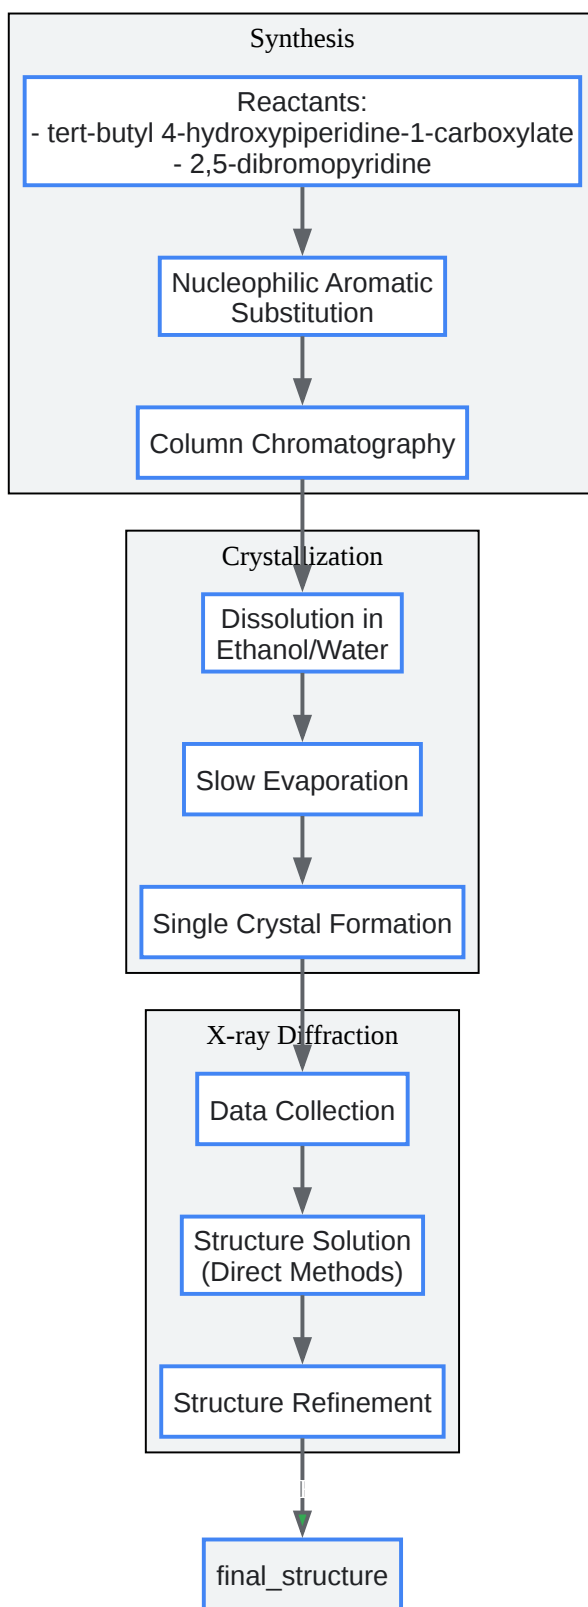 Synthesis
Reactants:
- tert-butyl 4-hydroxypiperidine-1-carboxylate
- 2,5-dibromopyridine
Nucleophilic Aromatic
Substitution
Column Chromatography
Crystallization
Dissolution in
Ethanol/Water
Slow Evaporation
Single Crystal Formation
X-ray Diffraction
Data Collection
Structure Solution
(Direct Methods)
Structure Refinement
final_structure